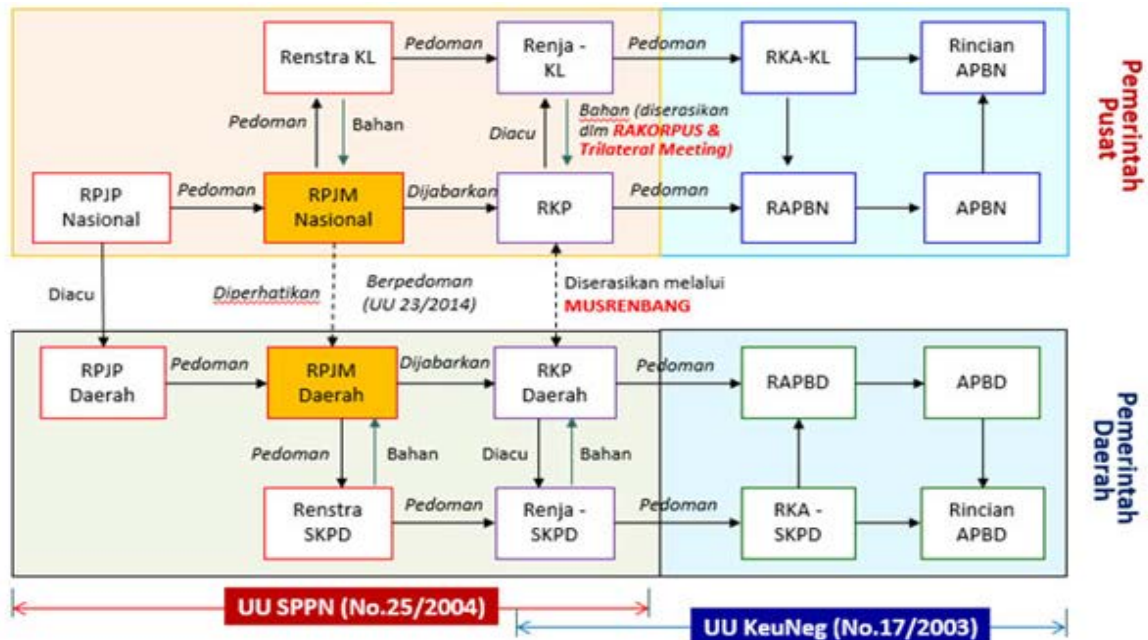 Renstra KL
Pedoman
Renja -
KL
Pedoman
RKA-KL
Rincian
APBN
Pedoman
Bahan
Diacu
Bahan (diserasikan
dlm RAKORPUS &
Trilateral Meeting)
RPJP
Nasional
Pedoman
RPJM
Nasional
Dijabarkan
RKP
Pedoman
RAPBN
APBN
Pemerintah
Pusat
Diacu
Diperhatikan
Berpedoman
(UU 23/2014)
Diserasikan melalui
MUSRENBANG
RPJP
Daerah
Pedoman
RPJM
Daerah
Dijabarkan
RKP
Daerah
Pedoman
RAPBD
APBD
Pedoman
Bahan
Diacu
Bahan
Renstra
SKPD
Pedoman
Renja -
SKPD
Pedoman
RKA -
SKPD
Rincian
APBD
Pemerintah
Daerah
UU SPPN (No.25/2004)
UU KeuNeg (No.17/2003)